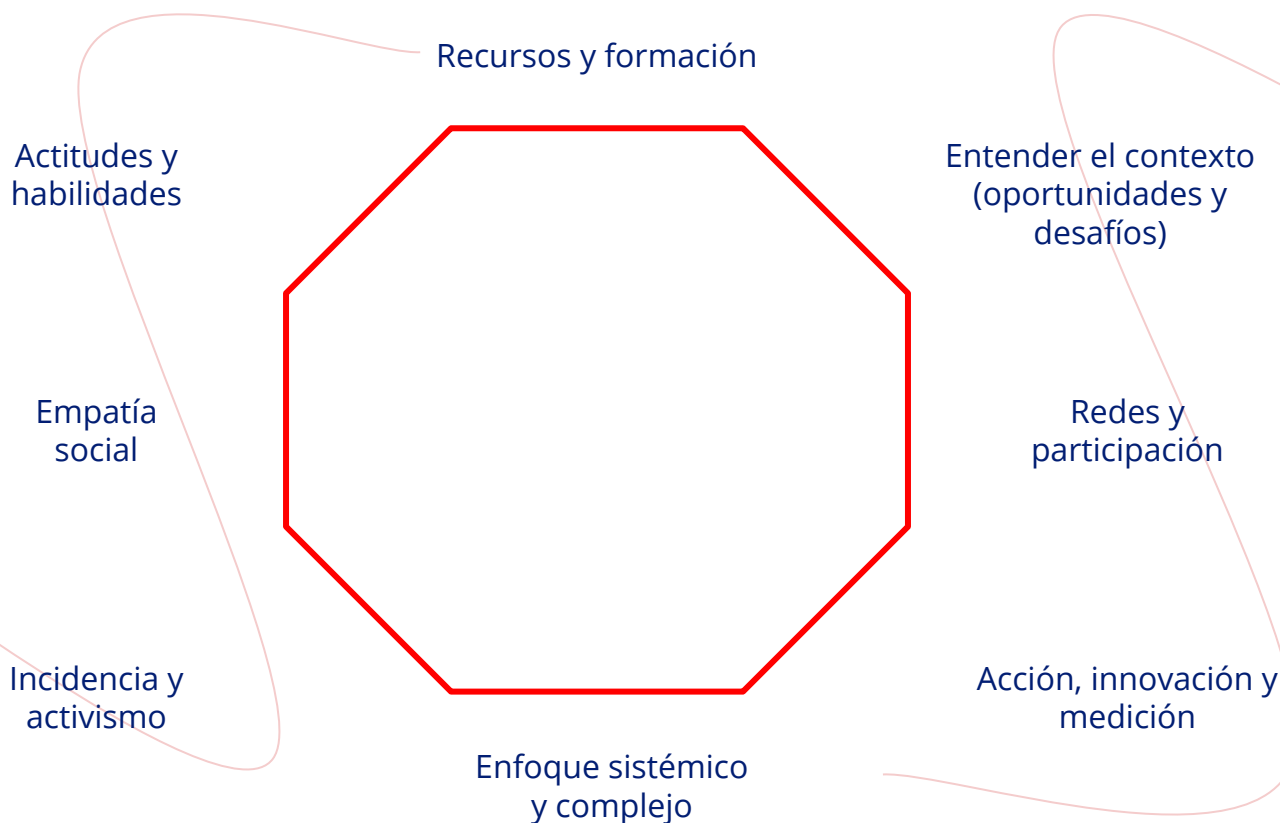 Recursos y formación
Actitudes y
habilidades
Entender el contexto
(oportunidades y
desafíos)
Empatía
social
Redes y
participación
Incidencia y
activismo
Acción, innovación y
medición
Enfoque sistémico
y complejo